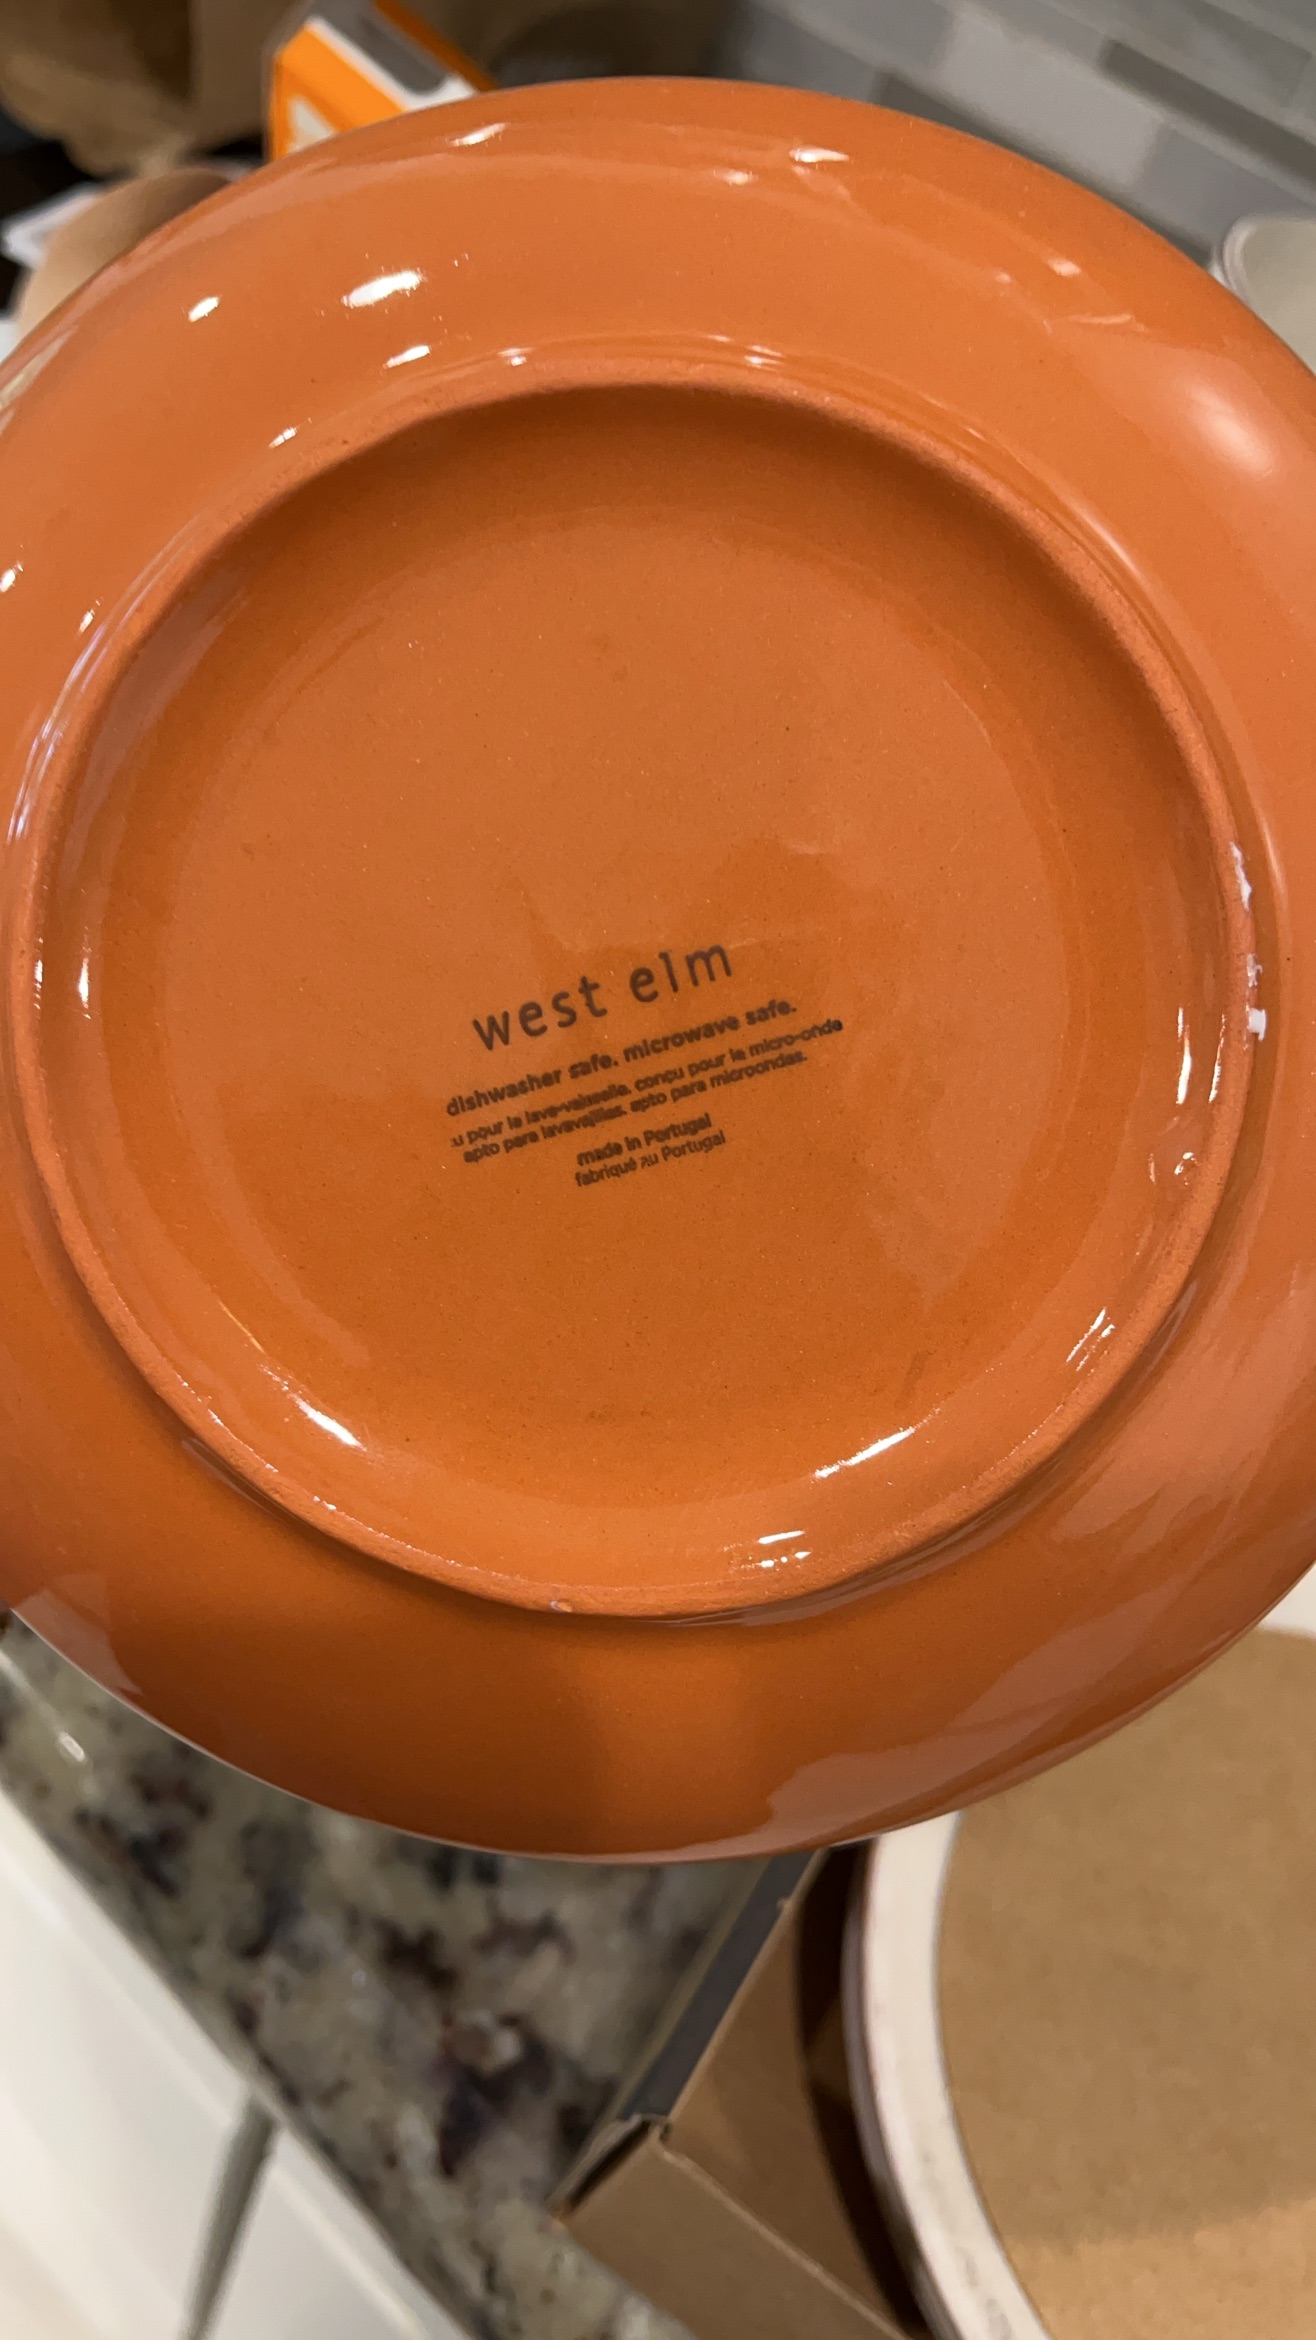 west elm
dishwasher safe. microwave safe.
u pour le lave-vaisselle. conçu pour le micro-onde
apto para lavavajillas. apto para microondas.
made in Portugal
fabriqué au Portugal